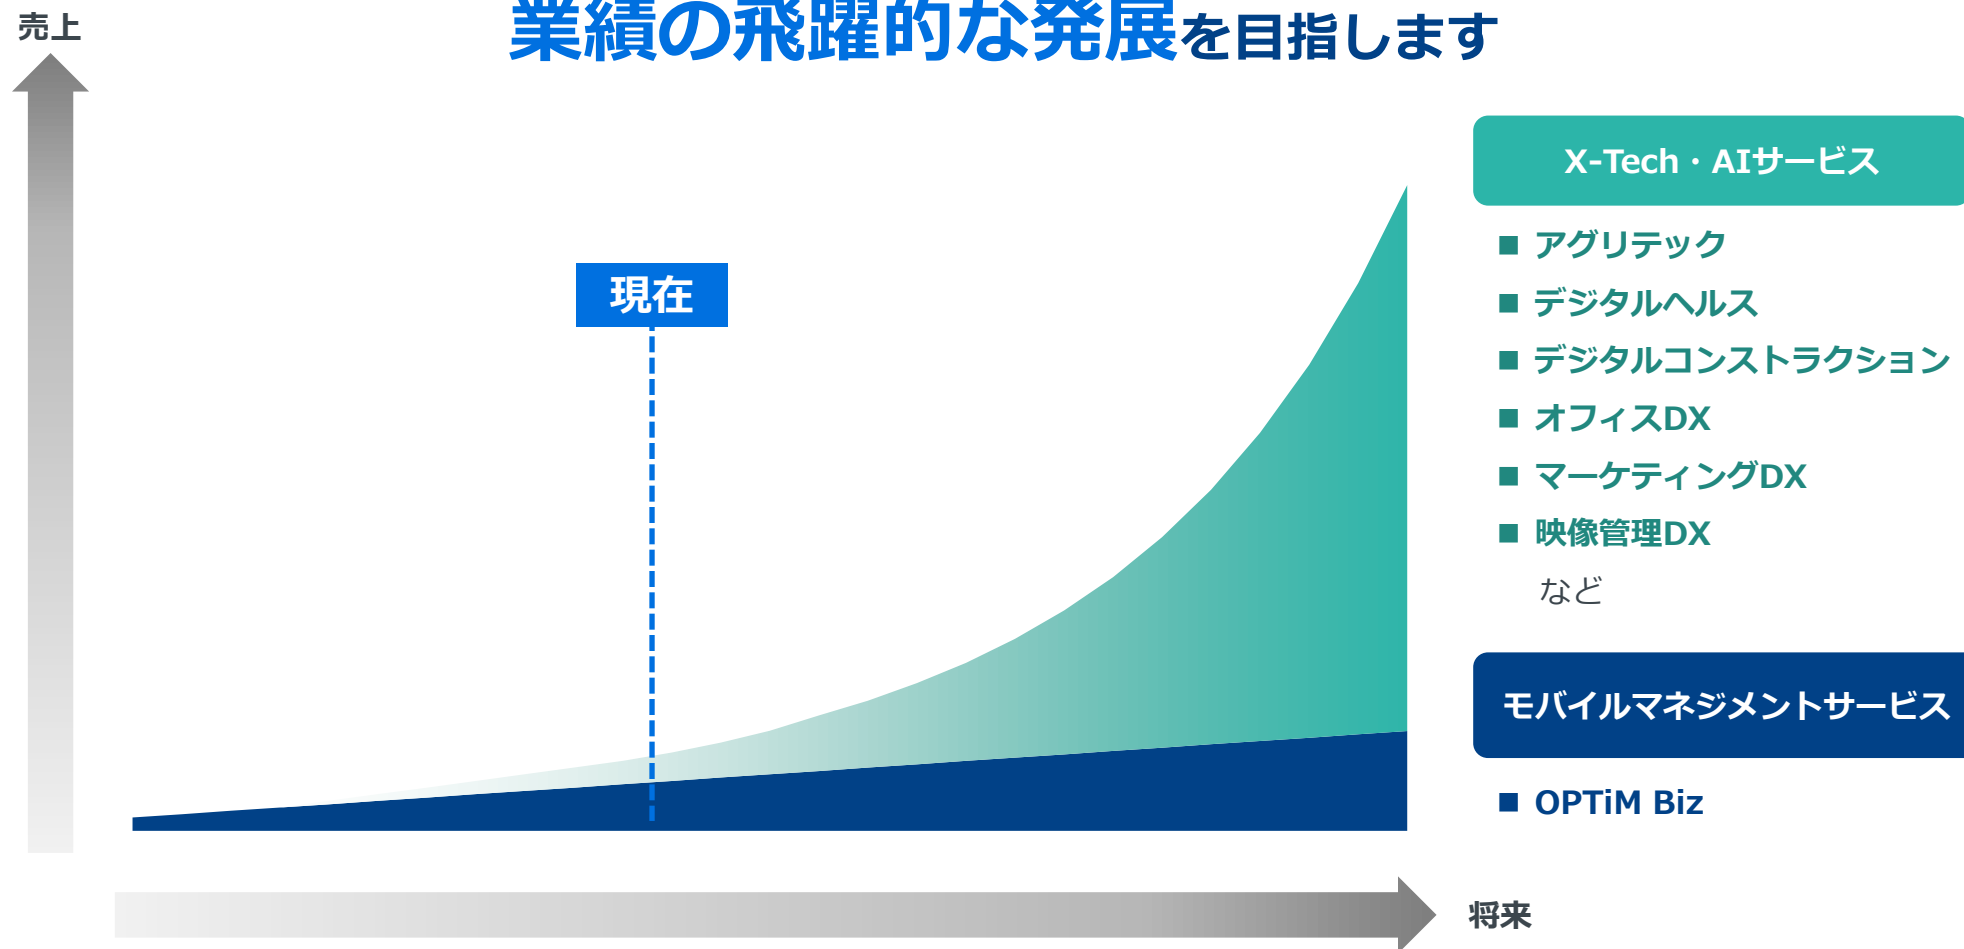 売上
業績の飛躍的な発展を目指します
現在
X-Tech・AIサービス
■ アグリテック
■ デジタルヘルス
■ デジタルコンストラクション
■ オフィスDX
■ マーケティングDX
■ 映像管理DX
など
モバイルマネジメントサービス
■ OPTiM Biz
将来